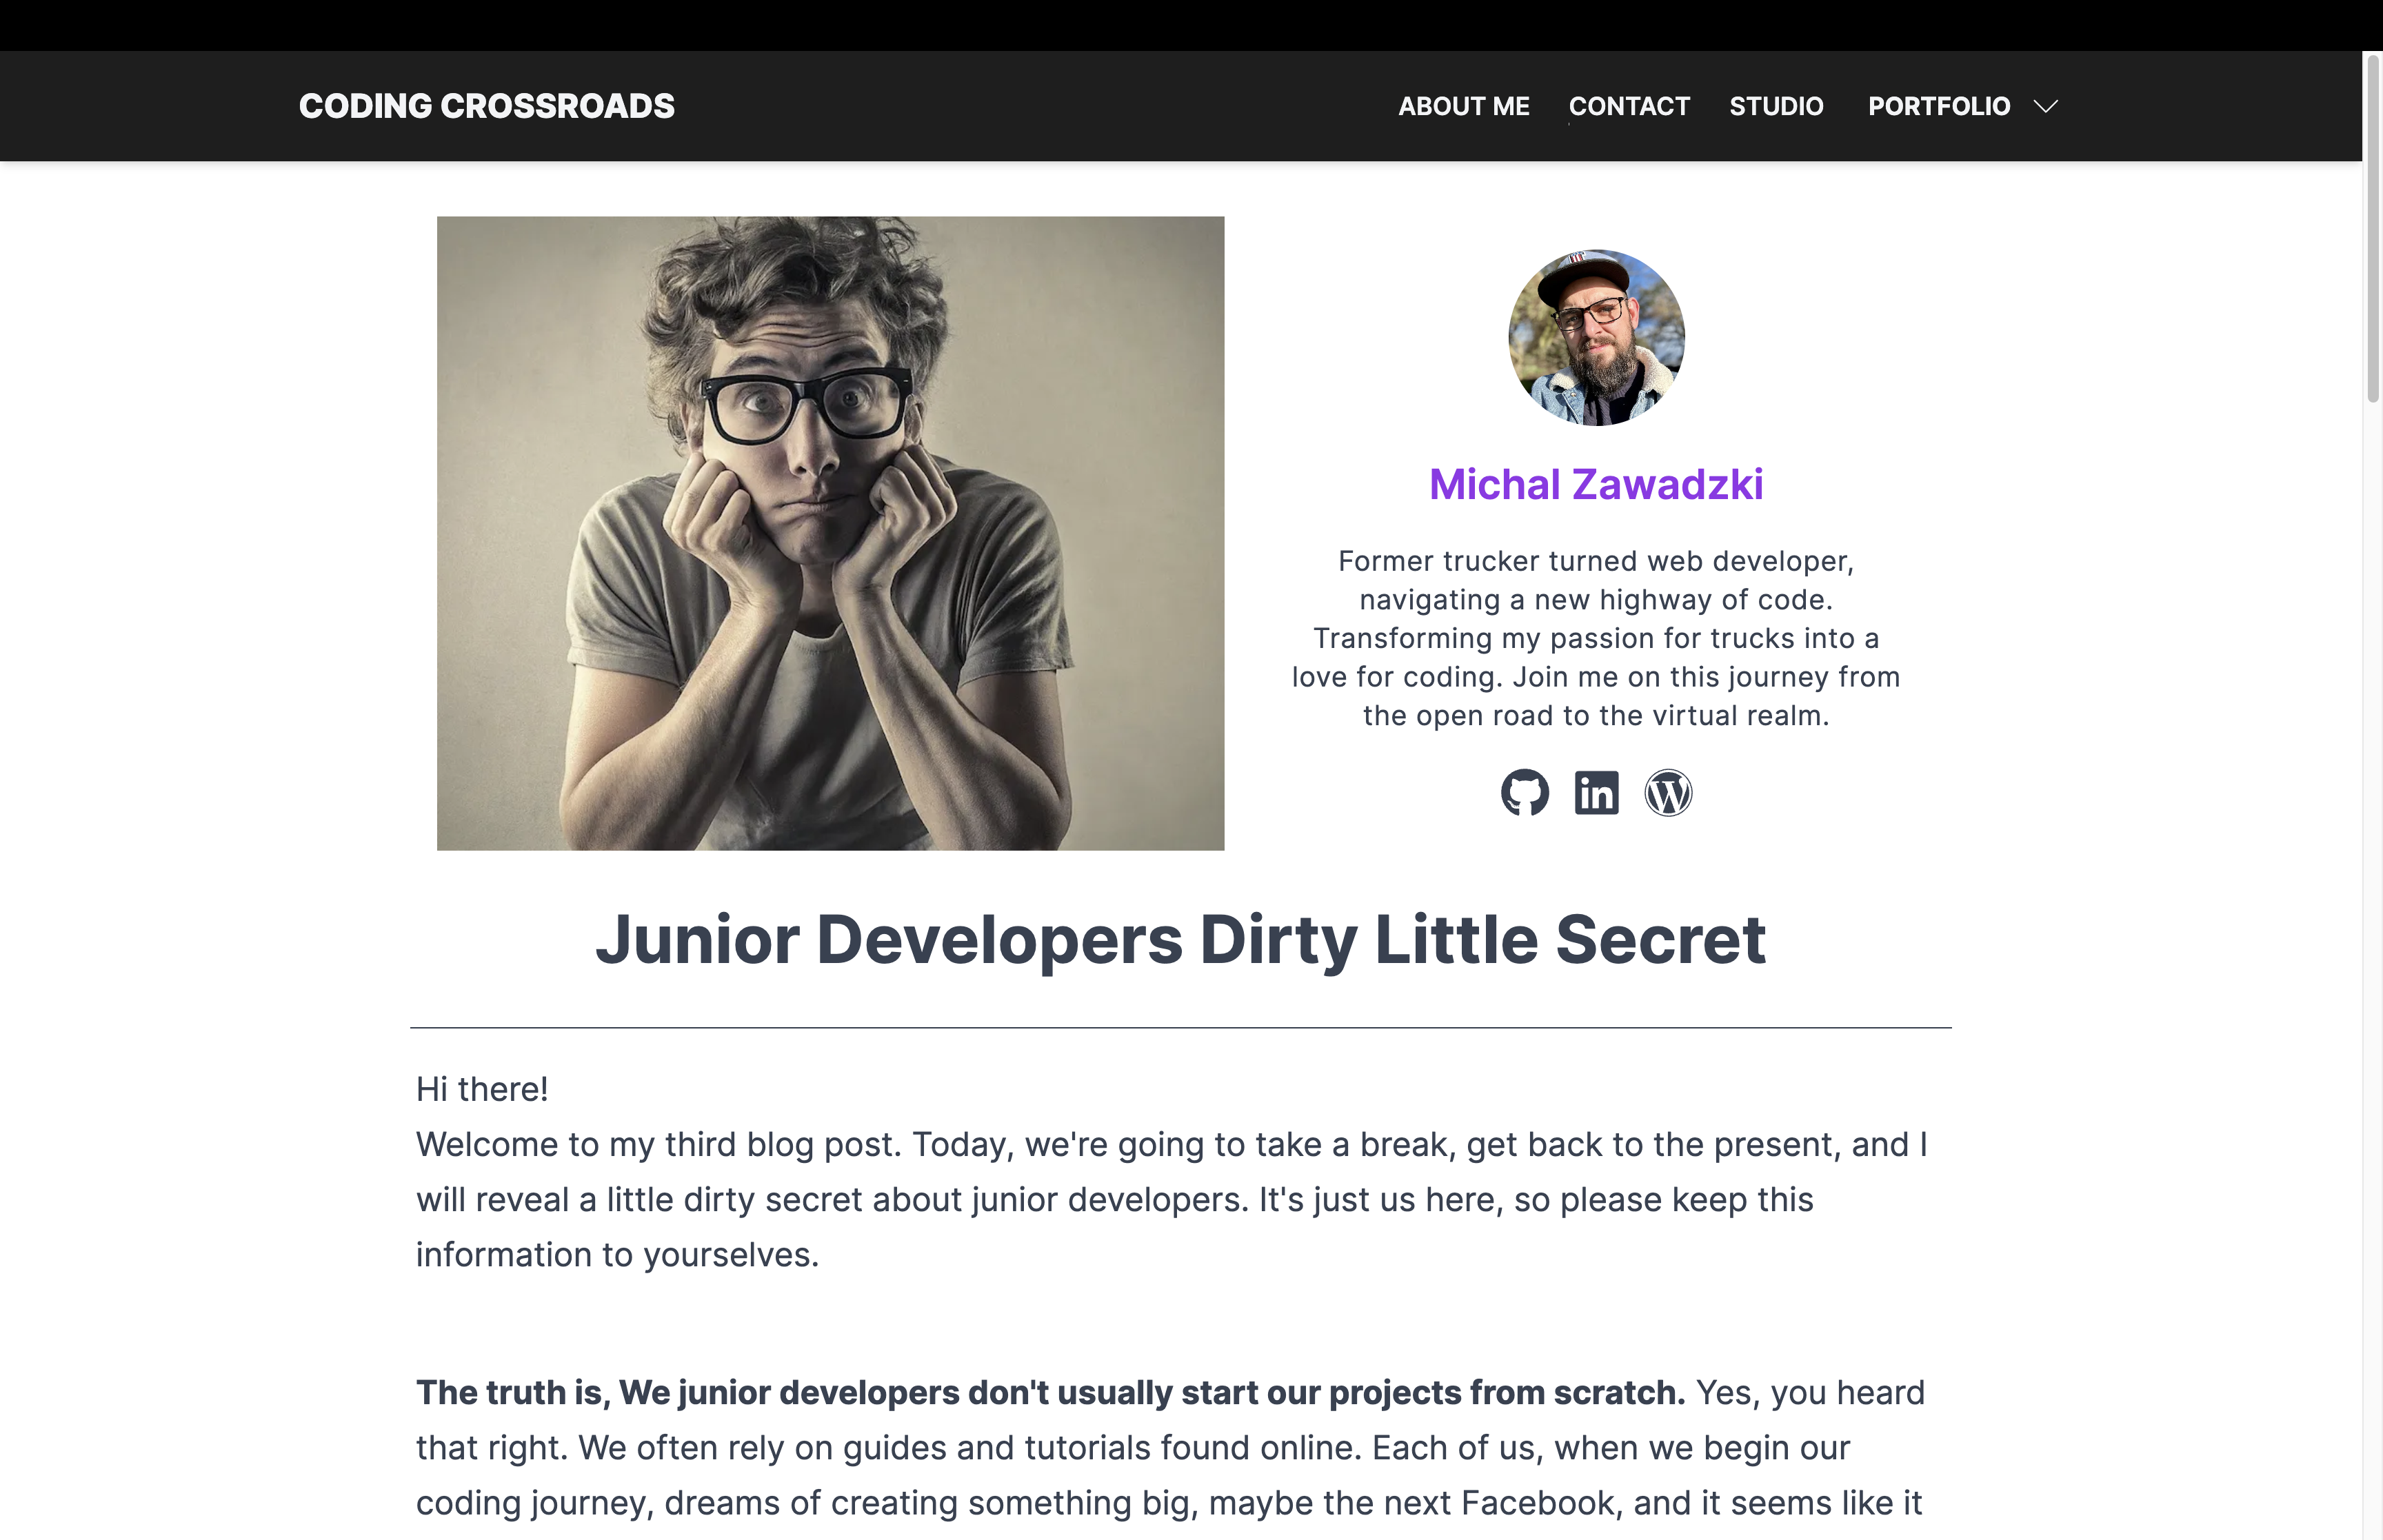 CODING CROSSROADS
ABOUT ME CONTACT STUDIO PORTFOLIO
Michal Zawadzki
Former trucker turned web developer,
navigating a new highway of code.
Transforming my passion for trucks into a
love for coding. Join me on this journey from
the open road to the virtual realm.
in W
Junior Developers Dirty Little Secret
Hi there!
Welcome to my third blog post. Today, we're going to take a break, get back to the present, and I
will reveal a little dirty secret about junior developers. It's just us here, so please keep this
information to yourselves.
The truth is, We junior developers don't usually start our projects from scratch. Yes, you heard
that right. We often rely on guides and tutorials found online. Each of us, when we begin our
coding journey, dreams of creating something big, maybe the next Facebook, and it seems like it